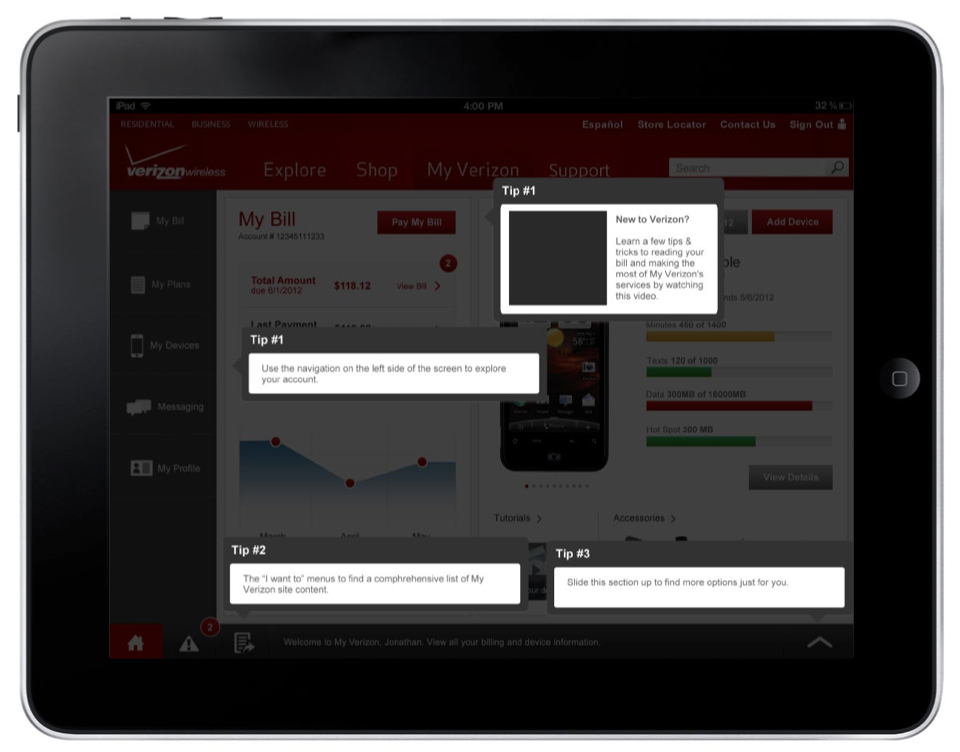 iPad
4:00 PM
32 %
RESIDENTIAL BUSINESS WIRELESS
Español Store Locator Contact Us Sign Out
verizonwireless
Explore Shop My Verizon Support
Search
My Bill
My Plans
My Devices
Messaging
My Profile
My Bill
Account # 12345111233
Pay My Bill
2
Total Amount
due 6/1/2012
$118.12
View Bill
Last Payment
Tip #1
New to Verizon?
Learn a few tips &
tricks to reading your
bill and making the
most of My Verizon's
services by watching
this video.
12
Add Device
5/6/2012
Minutes 450 of 1400
Texts 120 of 1000
Data 300MB of 16000MB
Hot Spot 200 MB
View Details
Tip #1
Use the navigation on the left side of the screen to explore
your account.
March April May
Tutorials
Accessories
Tip #2
The "I want to" menus to find a comphrehensive list of My
Verizon site content.
Tip #3
Slide this section up to find more options just for you.
2
Welcome to My Verizon, Jonathan. View all your billing and device information.